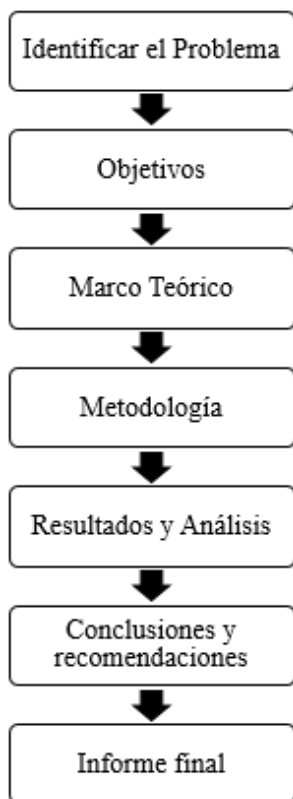 Identificar el Problema
Objetivos
Marco Teórico
Metodología
Resultados y Análisis
Conclusiones y
recomendaciones
Informe final